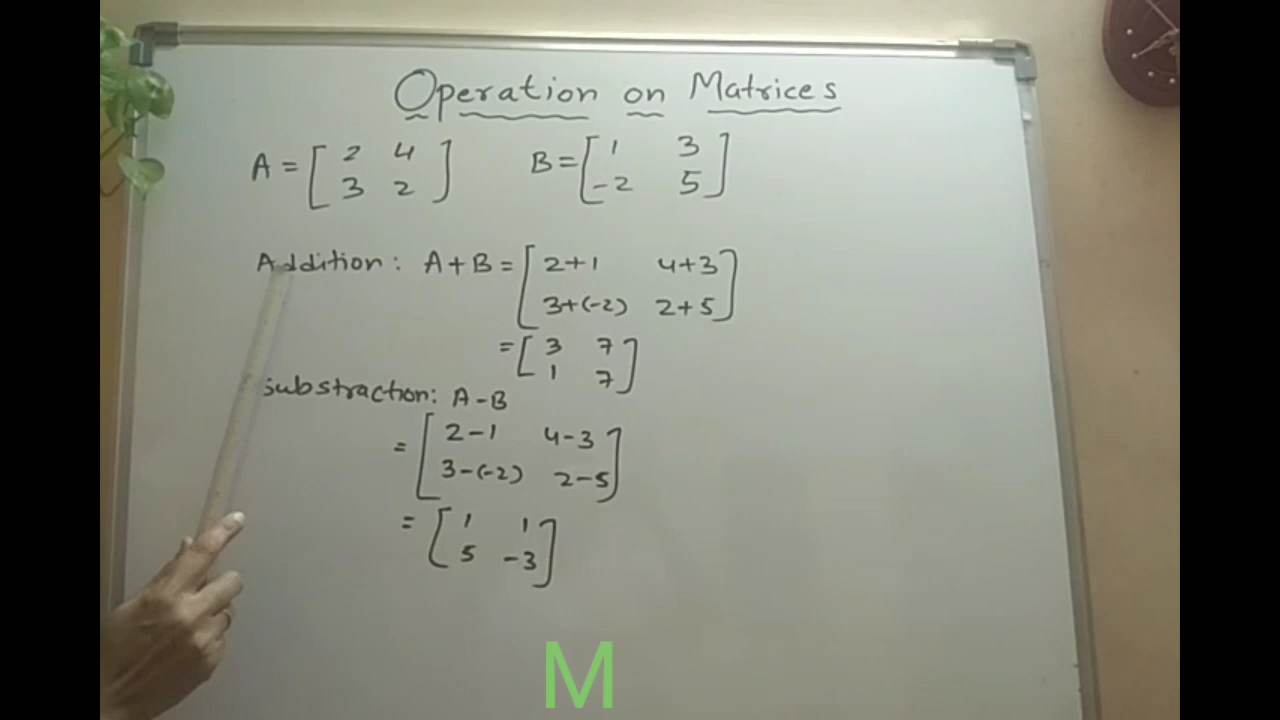 Operation on Matrices
A = [ 2 4    B = [ 1 3
3 2 ]    -2 5 ]
Addition: A+B = [ 2+1 4+3
3+(-2) 2+5 ]
= [ 3 7
1 7 ]
substraction: A-B
= [ 2-1 4-3
3-(-2) 2-5 ]
= [ 1 1
5 -3 ]
M